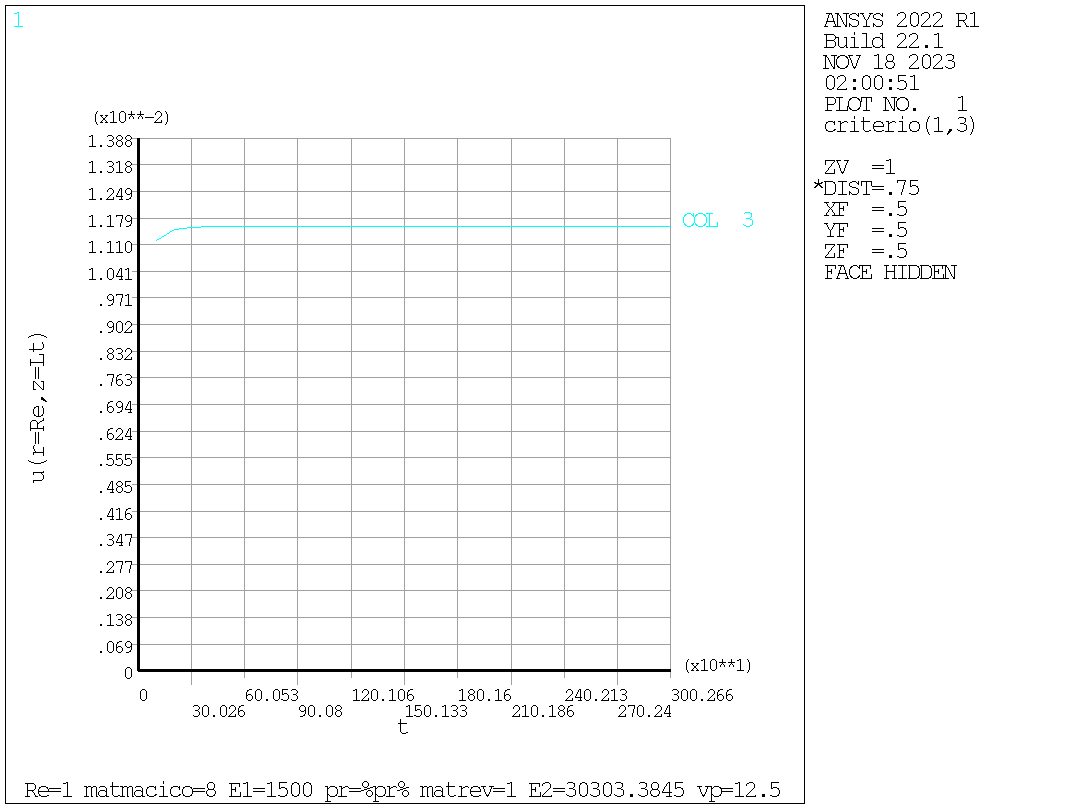 1
ANSYS 2022 R1
Build 22.1
NOV 18 2023
02:00:51
PLOT NO. 1
criterio(1,3)
ZV =1
*DIST=.75
XF =.5
YF =.5
ZF =.5
FACE HIDDEN
(x10**-2)
1.388
1.318
1.249
1.179
1.110
1.041
.971
.902
.832
.763
.694
.624
.555
.485
.416
.347
.277
.208
.138
.069
0
u(r=Re,z=Lt)
COL 3
(x10**1)
0 60.053 120.106 180.16 240.213 300.266
30.026 90.08 150.133 210.186 270.24
t
Re=1 matmacico=8 E1=1500 pr=%pr% matrev=1 E2=30303.3845 vp=12.5